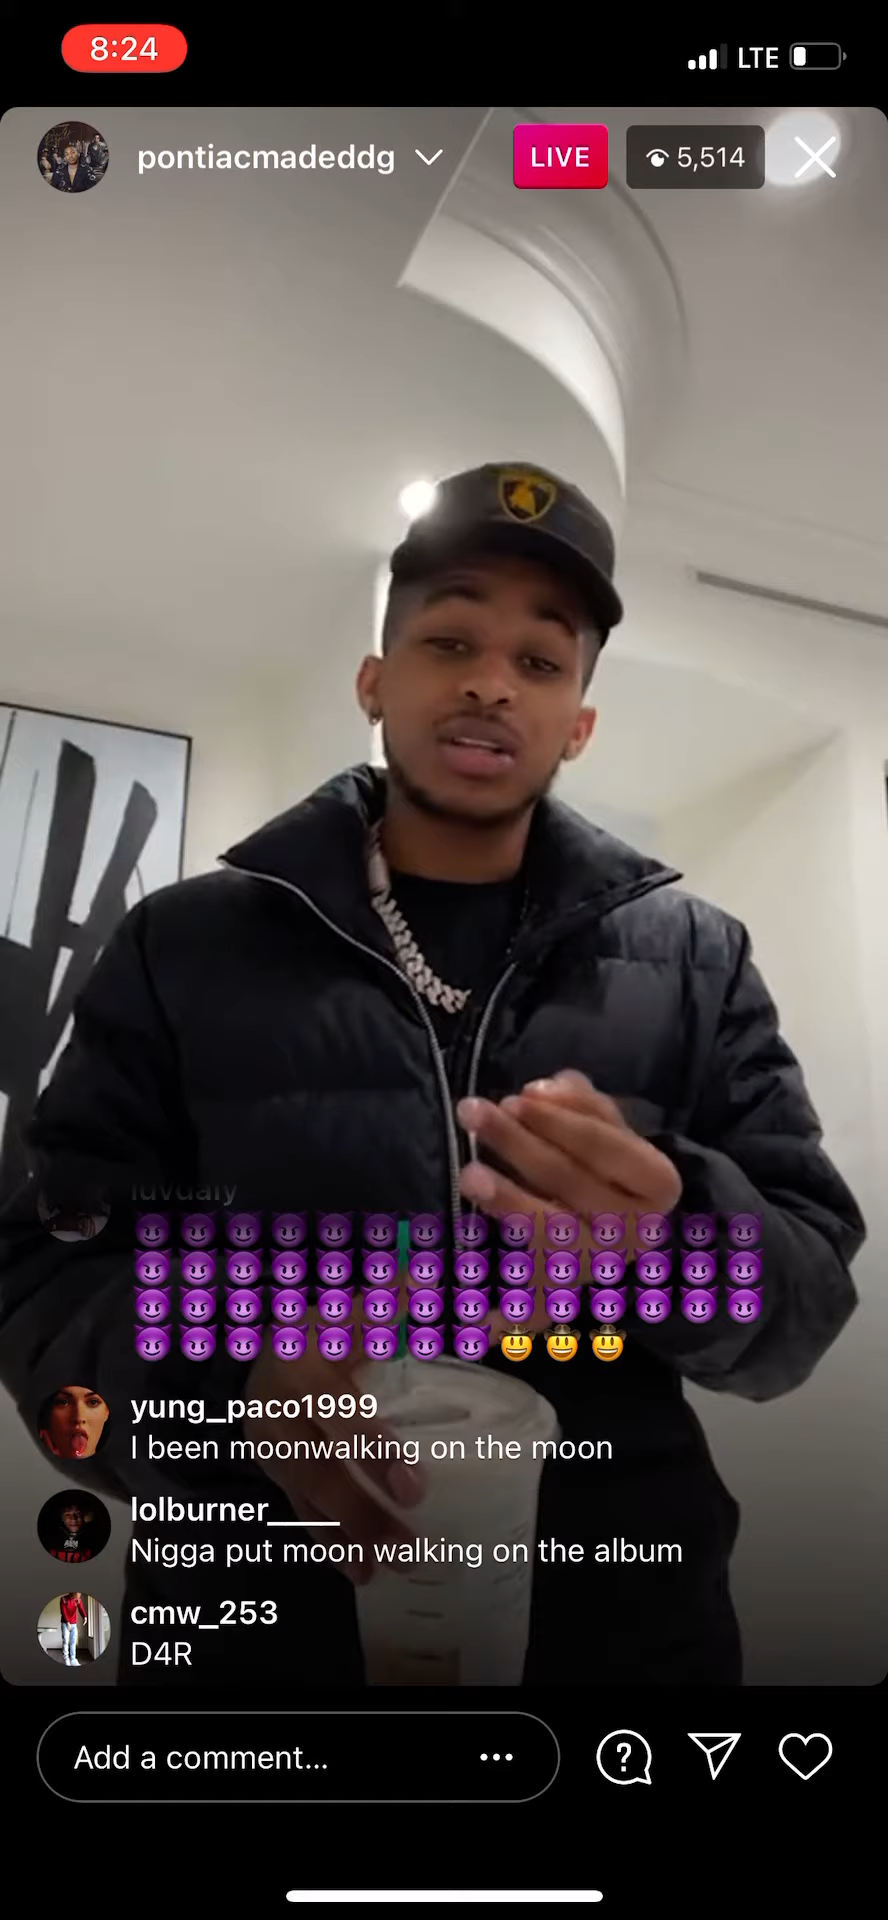 8:24
LTE
pontiacmadeddg
LIVE
5,514
luvdaly
😈😈😈😈😈😈😈😈😈😈😈😈😈😈
😈😈😈😈😈😈😈😈😈😈😈😈😈😈
😈😈😈😈😈😈😈😈😈😈😈😈😈😈
😈😈😈😈😈😈😈😈🤠🤠🤠
yung_paco1999
I been moonwalking on the moon
lolburner____
Nigga put moon walking on the album
cmw_253
D4R
Add a comment...